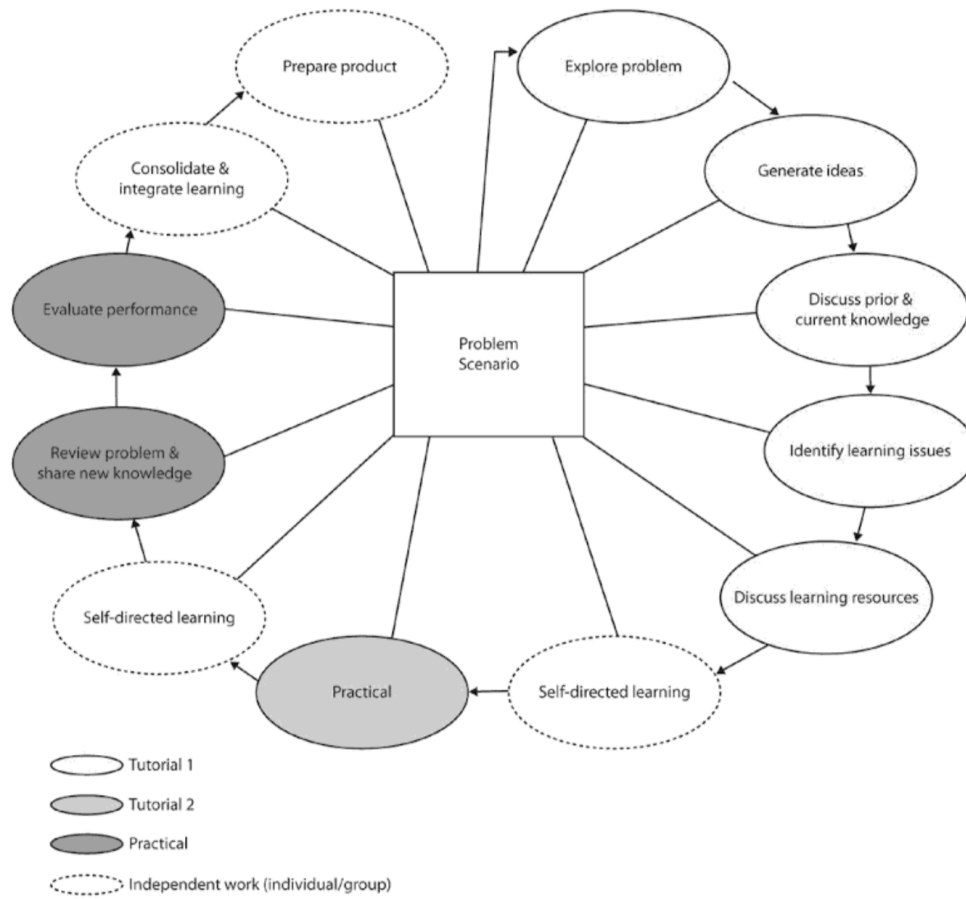 Prepare product
Explore problem
Generate ideas
Discuss prior &
current knowledge
Identify learning issues
Discuss learning resources
Self-directed learning
Practical
Self-directed learning
Review problem &
share new knowledge
Evaluate performance
Consolidate &
integrate learning
Problem
Scenario
Tutorial 1
Tutorial 2
Practical
Independent work (individual/group)